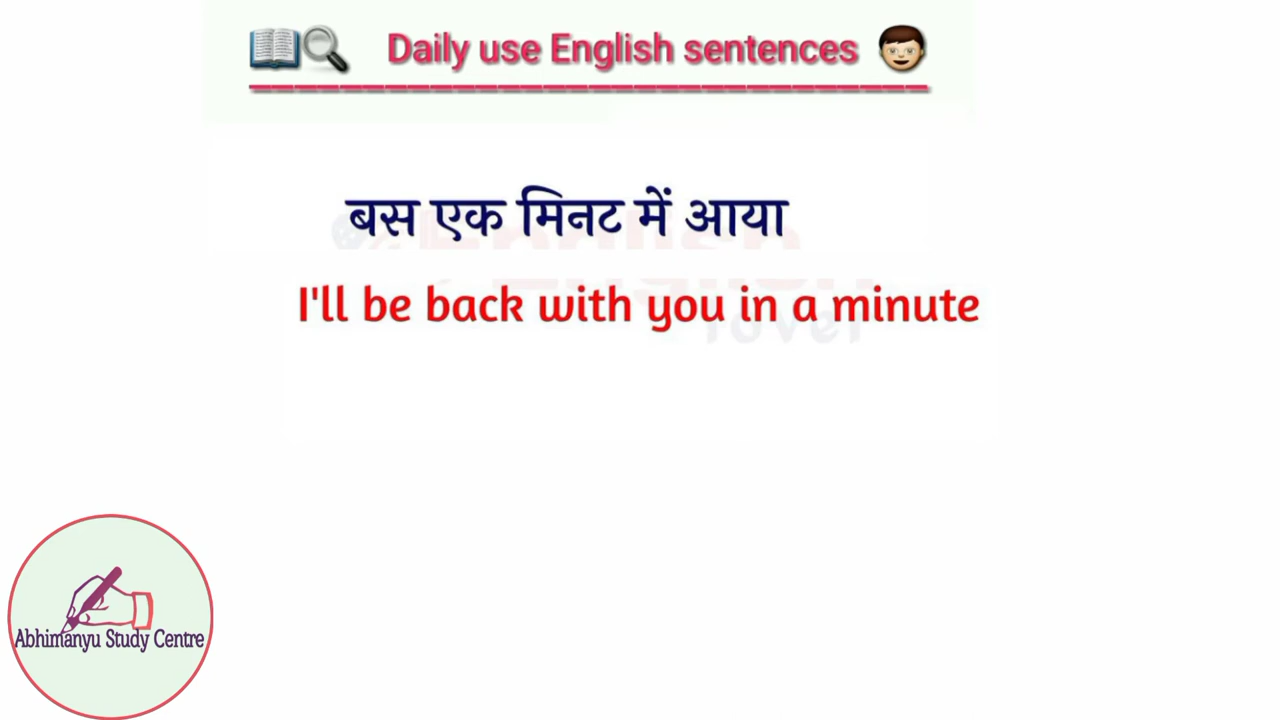 Daily use English sentences
बस एक मिनट में आया
I'll be back with you in a minute
Abhimanyu Study Centre